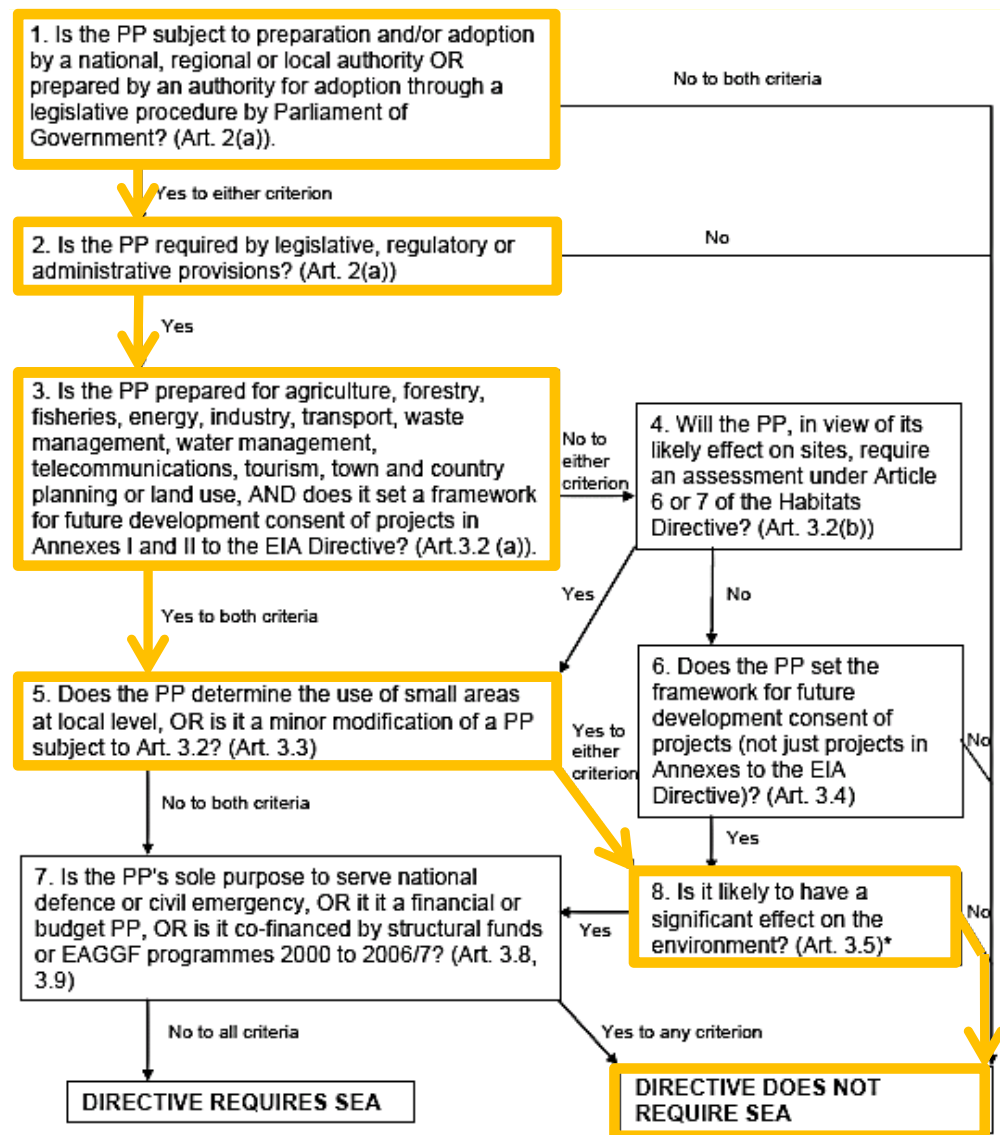 1. Is the PP subject to preparation and/or adoption
by a national, regional or local authority OR
prepared by an authority for adoption through a
legislative procedure by Parliament of
Government? (Art. 2(a)).
No to both criteria
Yes to either criterion
2. Is the PP required by legislative, regulatory or
administrative provisions? (Art. 2(a))
No
Yes
3. Is the PP prepared for agriculture, forestry,
fisheries, energy, industry, transport, waste
management, water management,
telecommunications, tourism, town and country
planning or land use, AND does it set a framework
for future development consent of projects in
Annexes I and II to the EIA Directive? (Art.3.2 (a)).
No to
either
criterion
4. Will the PP, in view of its
likely effect on sites, require
an assessment under Article
6 or 7 of the Habitats
Directive? (Art. 3.2(b))
Yes to both criteria
Yes
No
5. Does the PP determine the use of small areas
at local level, OR is it a minor modification of a PP
subject to Art. 3.2? (Art. 3.3)
Yes to
either
criterion
6. Does the PP set the
framework for future
development consent of
projects (not just projects in
Annexes to the EIA
Directive)? (Art. 3.4)
No
No to both criteria
Yes
7. Is the PP's sole purpose to serve national
defence or civil emergency, OR it it a financial or
budget PP, OR is it co-financed by structural funds
or EAGGF programmes 2000 to 2006/7? (Art. 3.8,
3.9)
Yes
8. Is it likely to have a
significant effect on the
environment? (Art. 3.5)*
No
No to all criteria
Yes to any criterion
DIRECTIVE REQUIRES SEA
DIRECTIVE DOES NOT
REQUIRE SEA